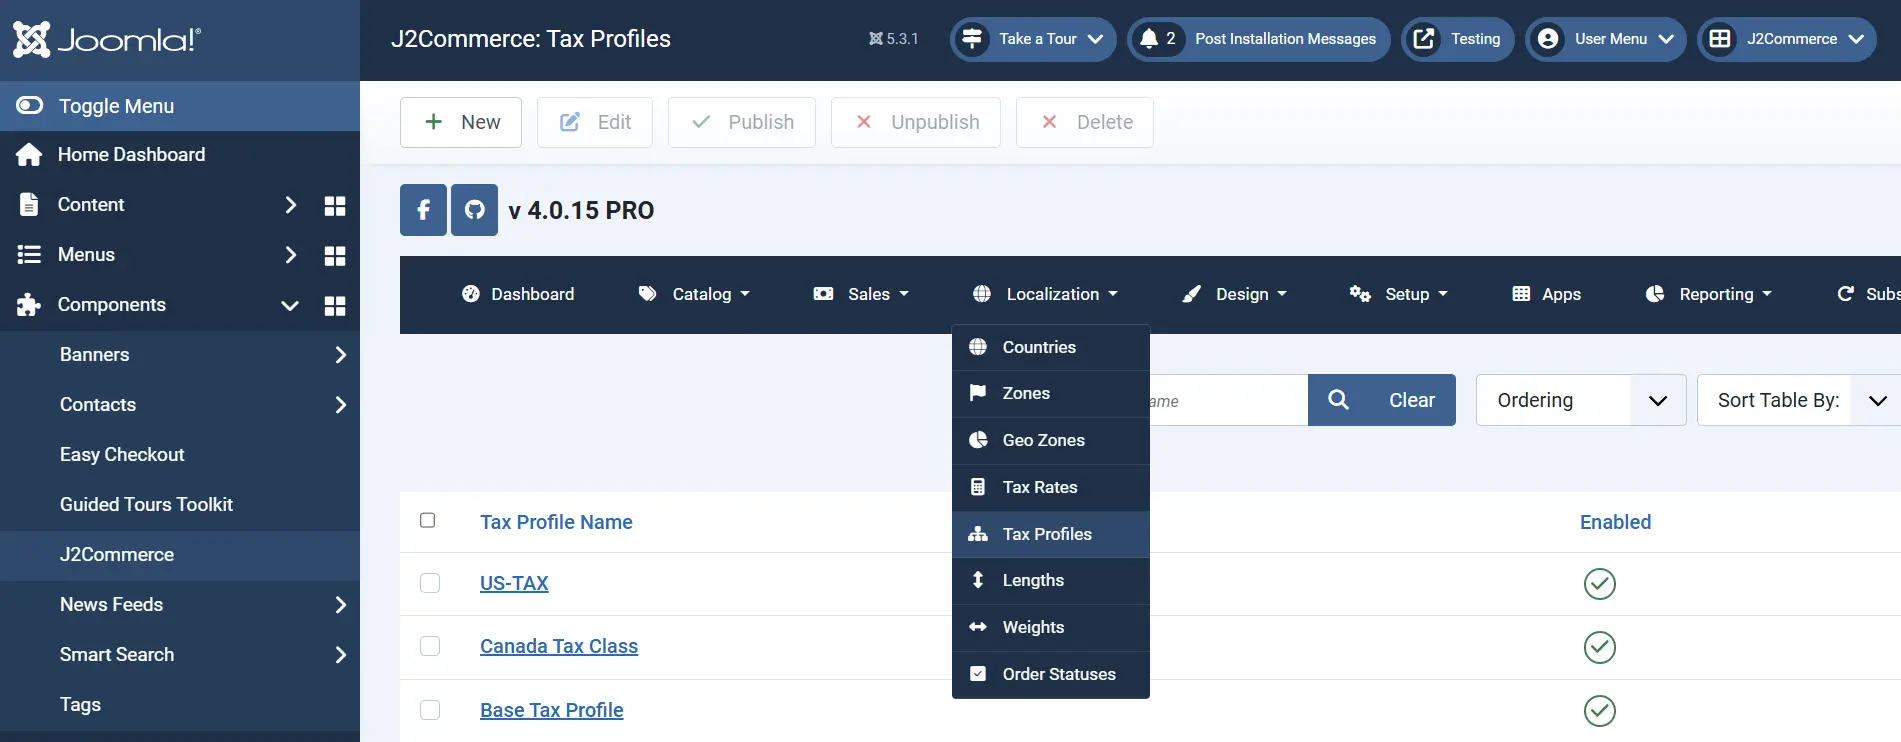 Joomla!®
J2Commerce: Tax Profiles
5.3.1
Take a Tour
2 Post Installation Messages
Testing
User Menu
J2Commerce
Toggle Menu
Home Dashboard
Content
Menus
Components
Banners
Contacts
Easy Checkout
Guided Tours Toolkit
J2Commerce
News Feeds
Smart Search
Tags
New
Edit
Publish
Unpublish
Delete
v 4.0.15 PRO
Dashboard
Catalog
Sales
Localization
Design
Setup
Apps
Reporting
Subs
Countries
Zones
Geo Zones
Tax Rates
Tax Profiles
Lengths
Weights
Order Statuses
ame
Clear
Ordering
Sort Table By:
Tax Profile Name
Enabled
US-TAX
Canada Tax Class
Base Tax Profile